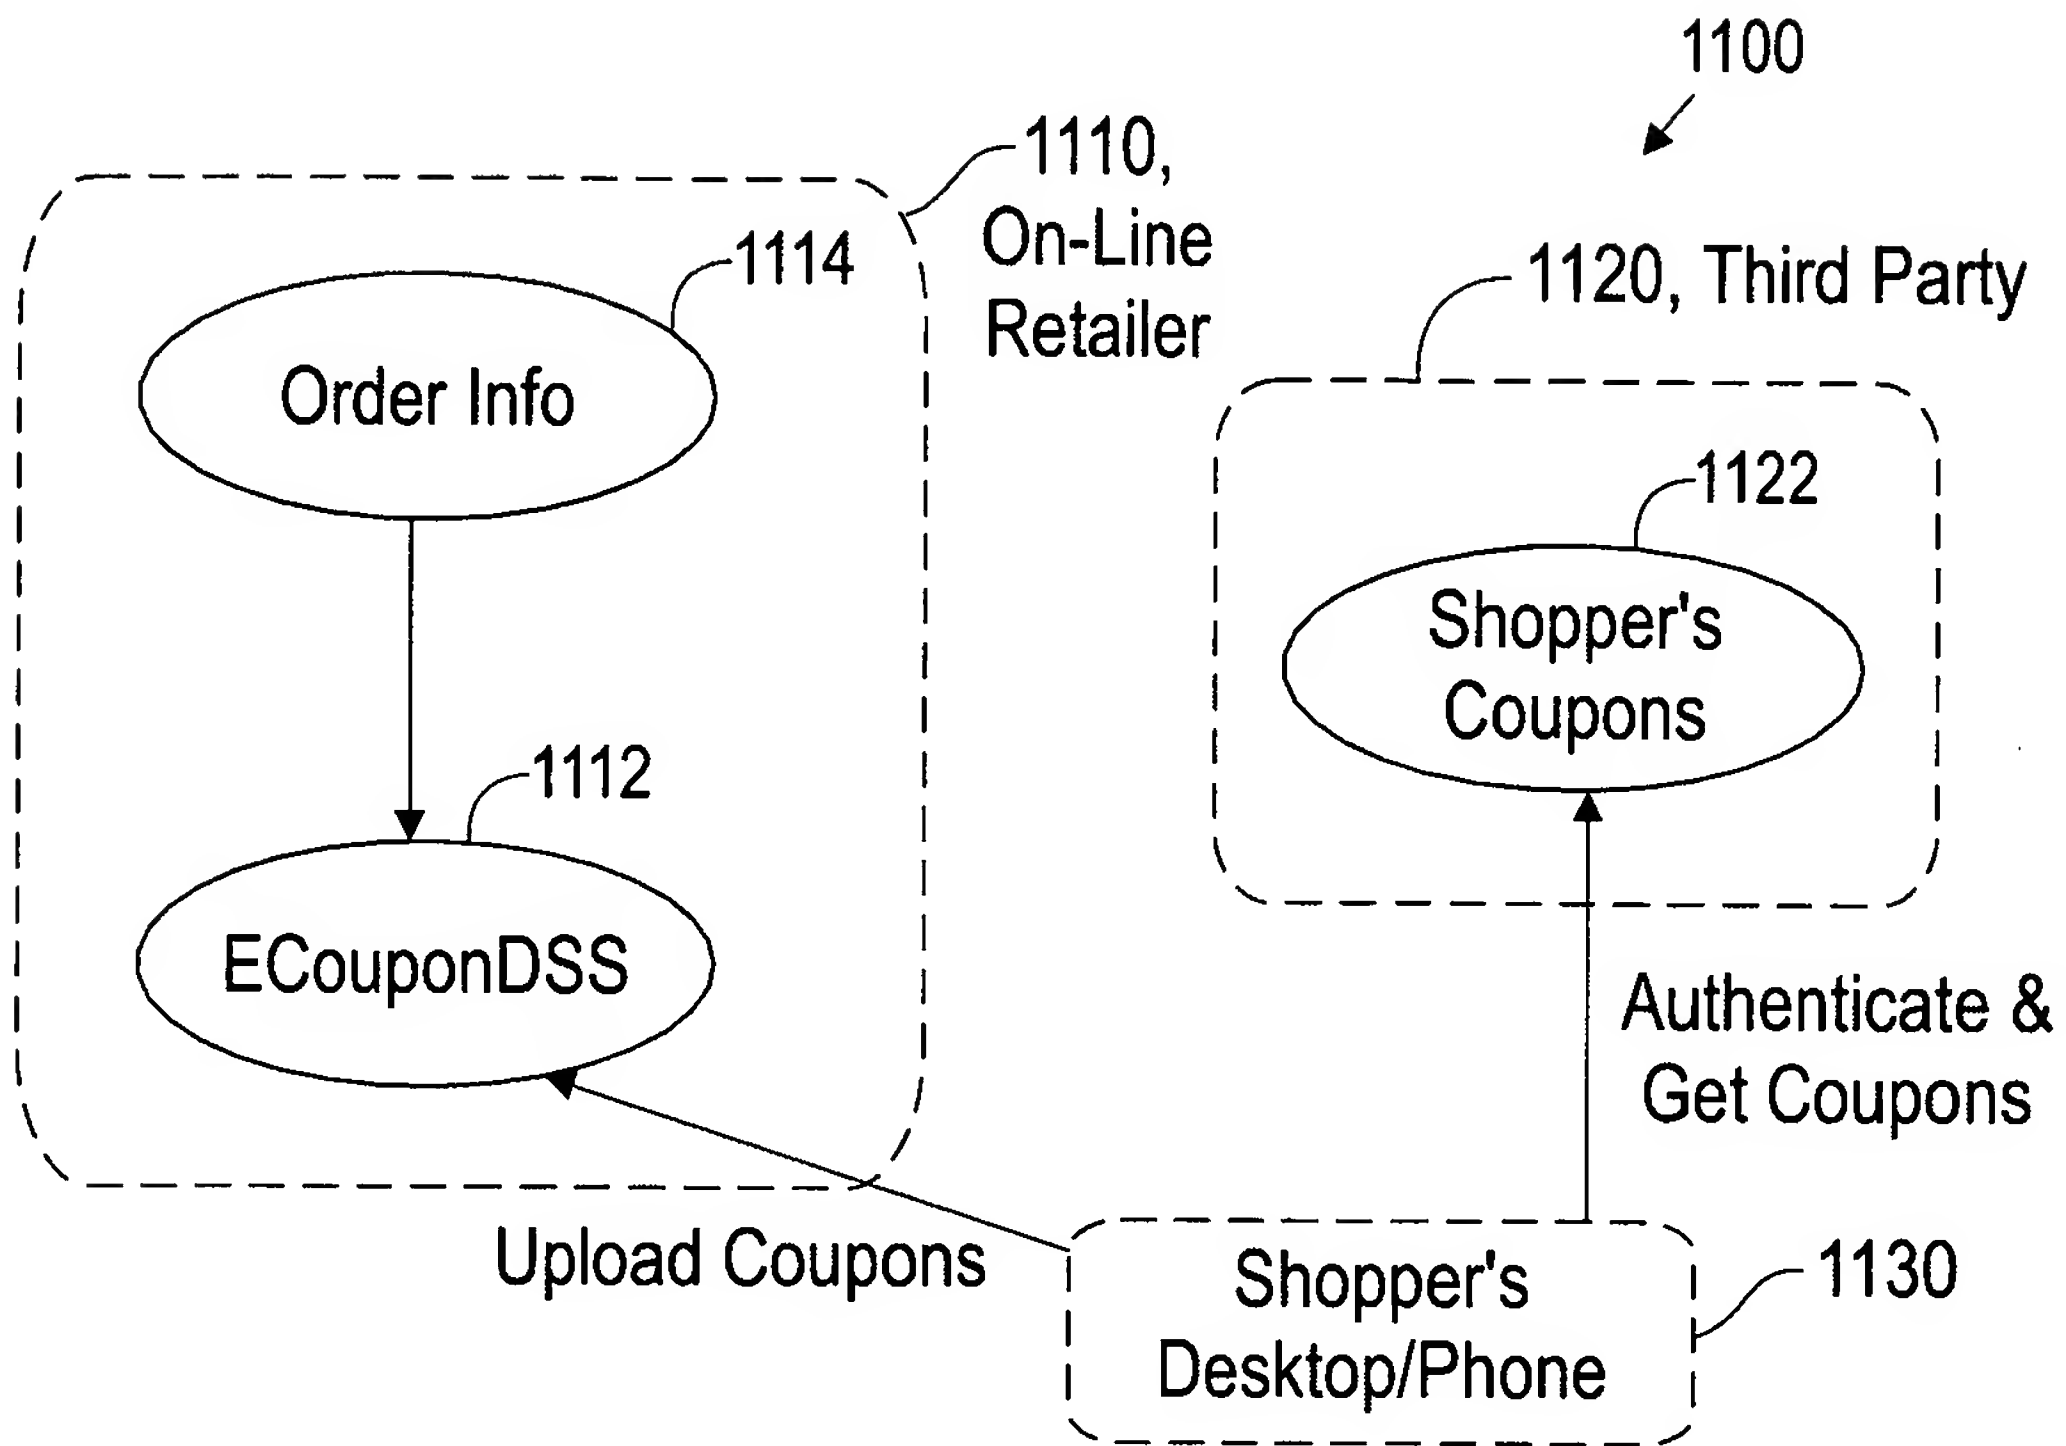 1100
1110,
On-Line
Retailer
1114
1120, Third Party
Order Info
1122
Shopper's
Coupons
1112
ECouponDSS
Authenticate &
Get Coupons
Upload Coupons
Shopper's
Desktop/Phone
1130